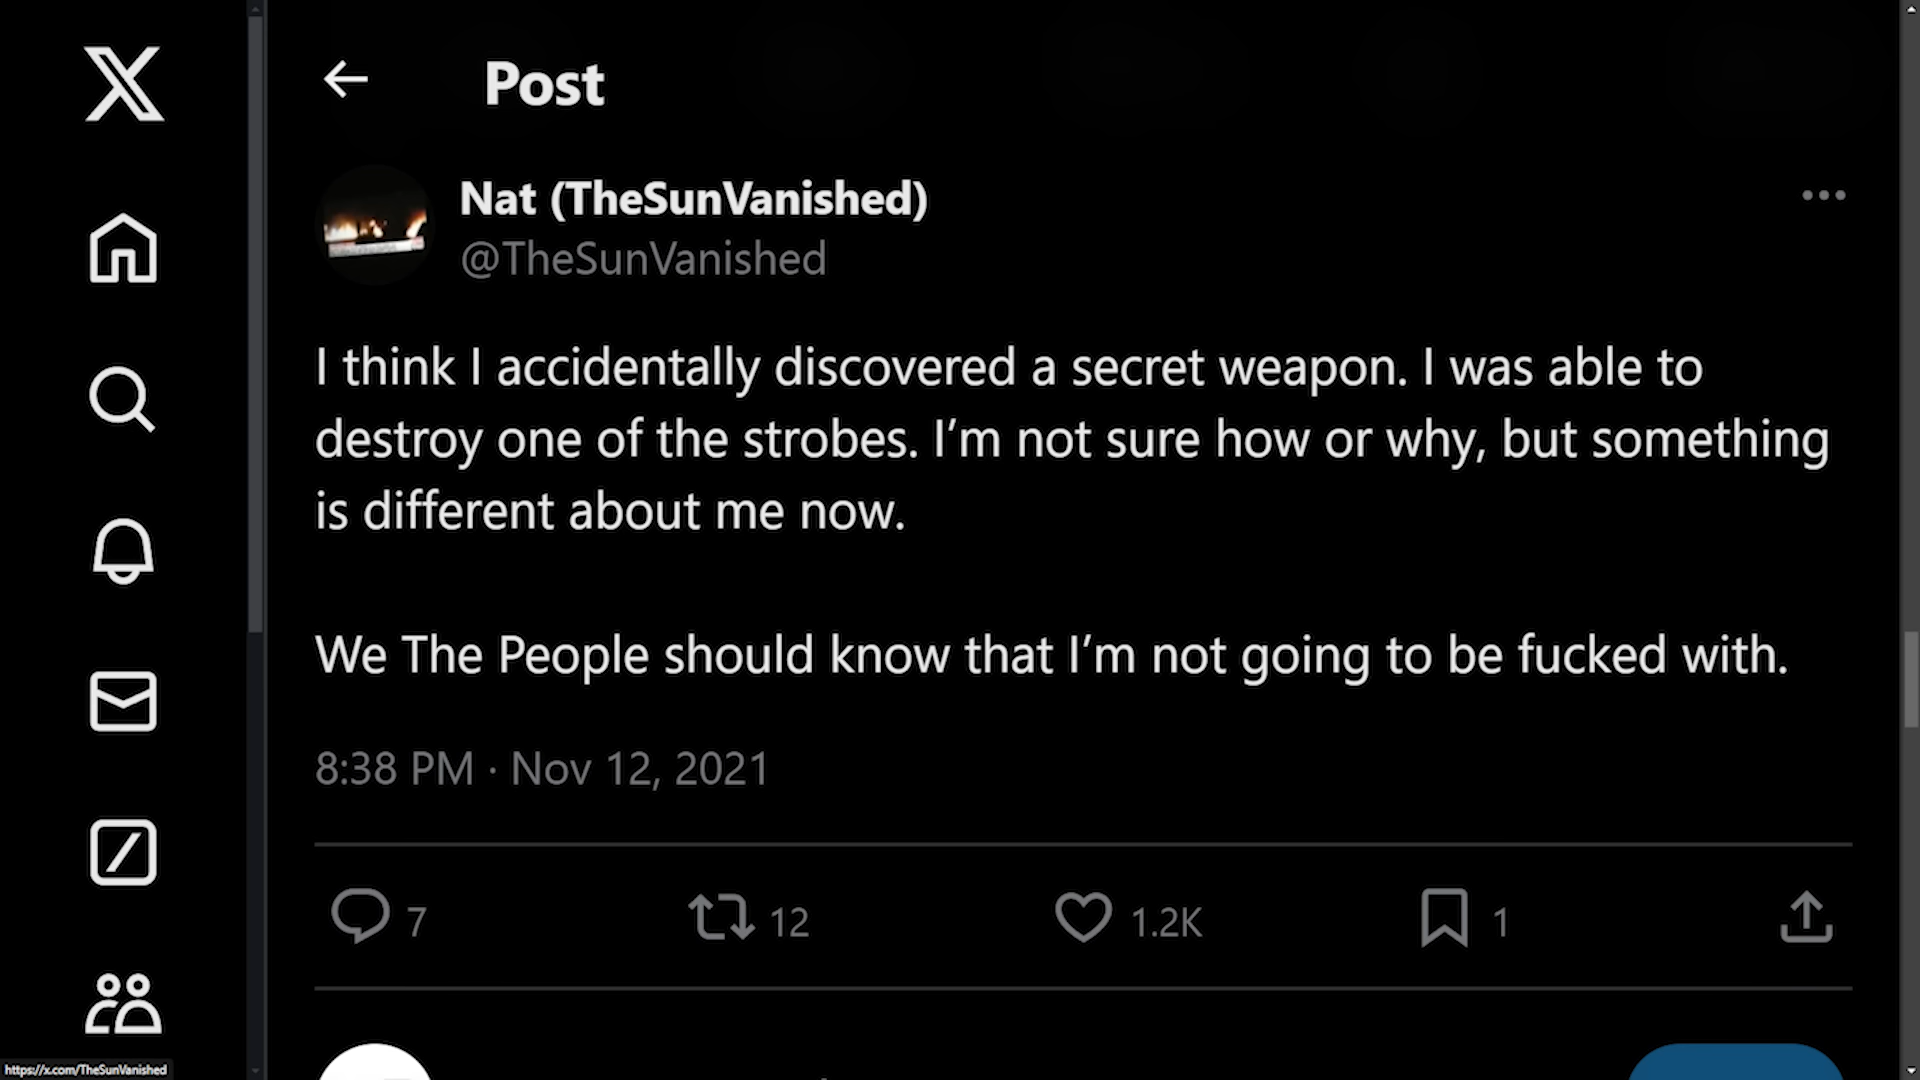 Post
Nat (TheSunVanished)
@TheSunVanished
I think I accidentally discovered a secret weapon. I was able to
destroy one of the strobes. I’m not sure how or why, but something
is different about me now.
We The People should know that I’m not going to be fucked with.
8:38 PM · Nov 12, 2021
7 12 1.2K 1
https://x.com/TheSunVanished